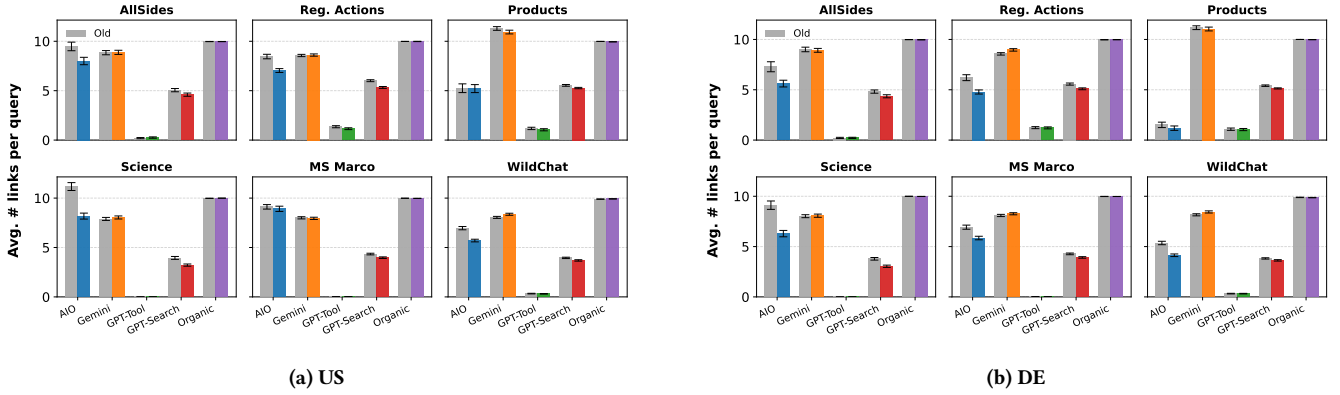 AllSides
Reg. Actions
Products
Old
10
5
0
Science
MS Marco
WildChat
10
5
0
Avg. # links per query
AIO
Gemini
GPT-Tool
GPT-Search
Organic
AIO
Gemini
GPT-Tool
GPT-Search
Organic
AIO
Gemini
GPT-Tool
GPT-Search
Organic
(a) US
AllSides
Reg. Actions
Products
Old
10
5
0
Science
MS Marco
WildChat
10
5
0
Avg. # links per query
AIO
Gemini
GPT-Tool
GPT-Search
Organic
AIO
Gemini
GPT-Tool
GPT-Search
Organic
AIO
Gemini
GPT-Tool
GPT-Search
Organic
(b) DE